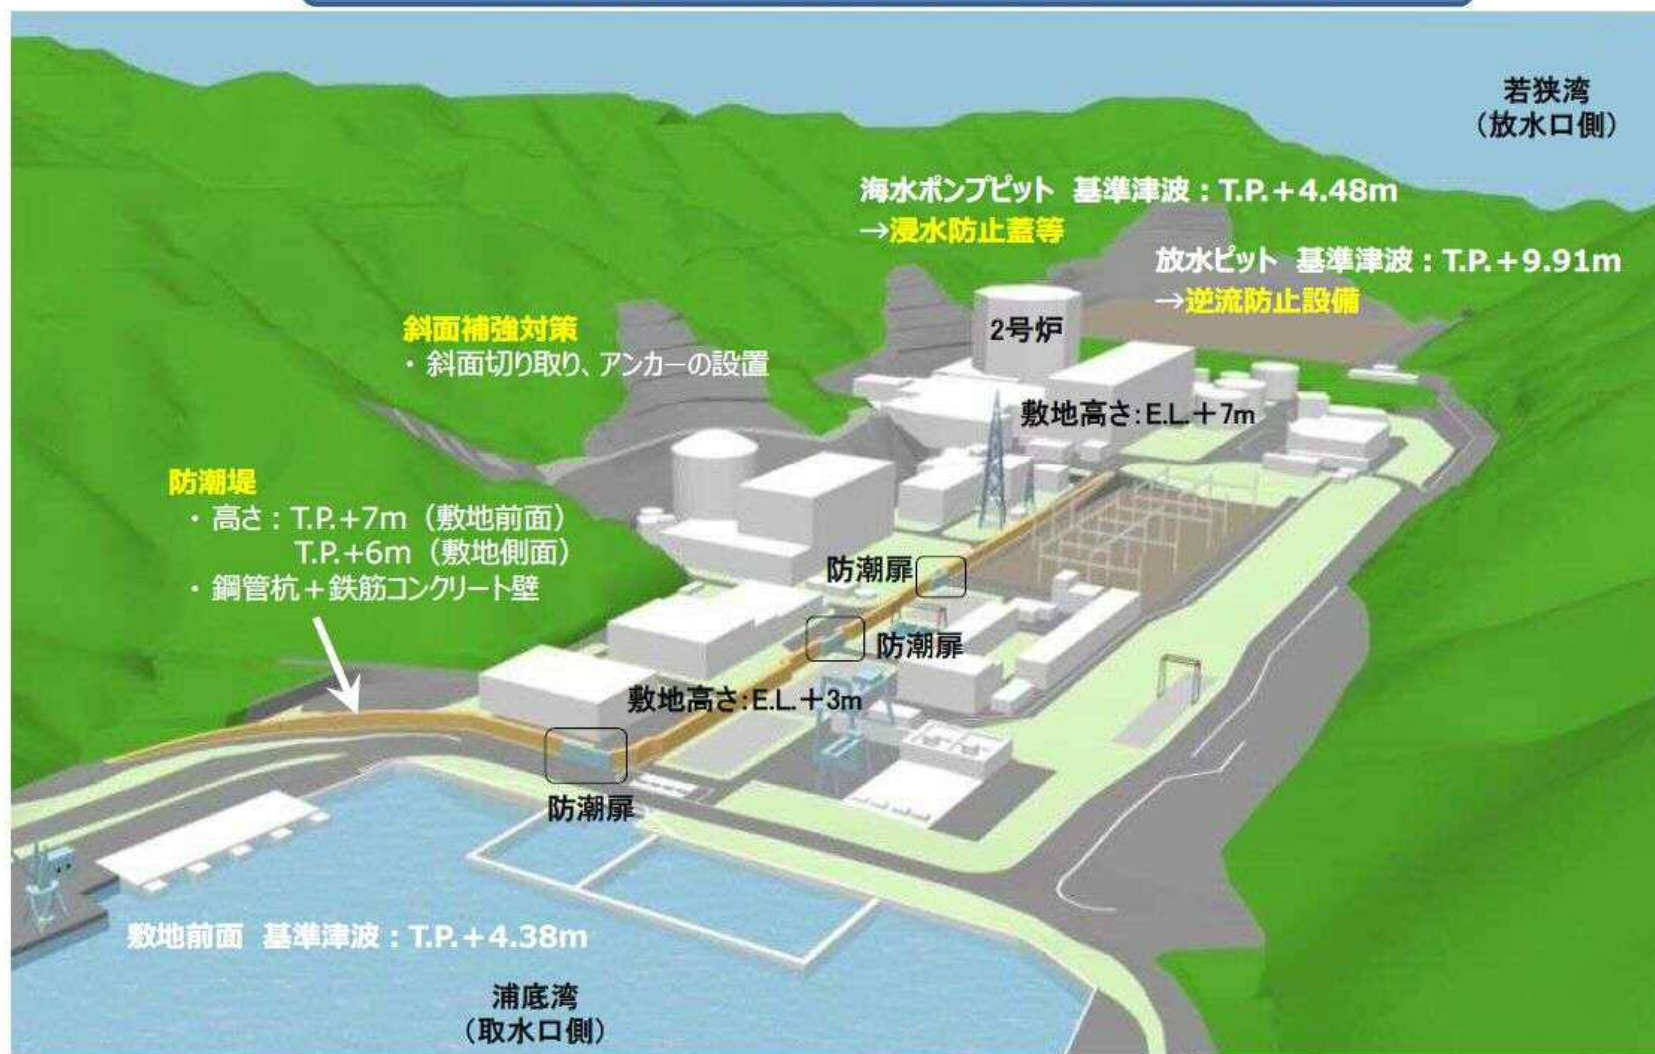 若狭湾
（放水口側）
海水ポンプピット 基準津波：T.P.+4.48m
→浸水防止蓋等
放水ピット 基準津波：T.P.+9.91m
→逆流防止設備
2号炉
斜面補強対策
・斜面切り取り、アンカーの設置
敷地高さ:E.L.+7m
防潮堤
・高さ：T.P.+7m（敷地前面）
T.P.+6m（敷地側面）
・鋼管杭＋鉄筋コンクリート壁
防潮扉
防潮扉
敷地高さ:E.L.+3m
防潮扉
敷地前面 基準津波：T.P.+4.38m
浦底湾
（取水口側）